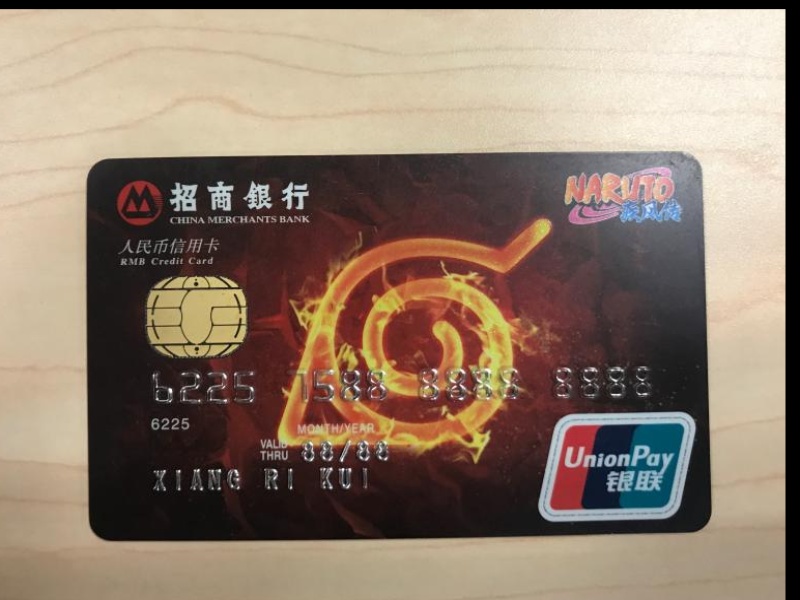 招商銀行
CHINA MERCHANTS BANK
NARUTO
疾风传
人民币信用卡
RMB Credit Card
6225 7588 8888 8888
6225
MONTH/YEAR
VALID THRU 88/88
XIANG RI KUI
UnionPay
银联